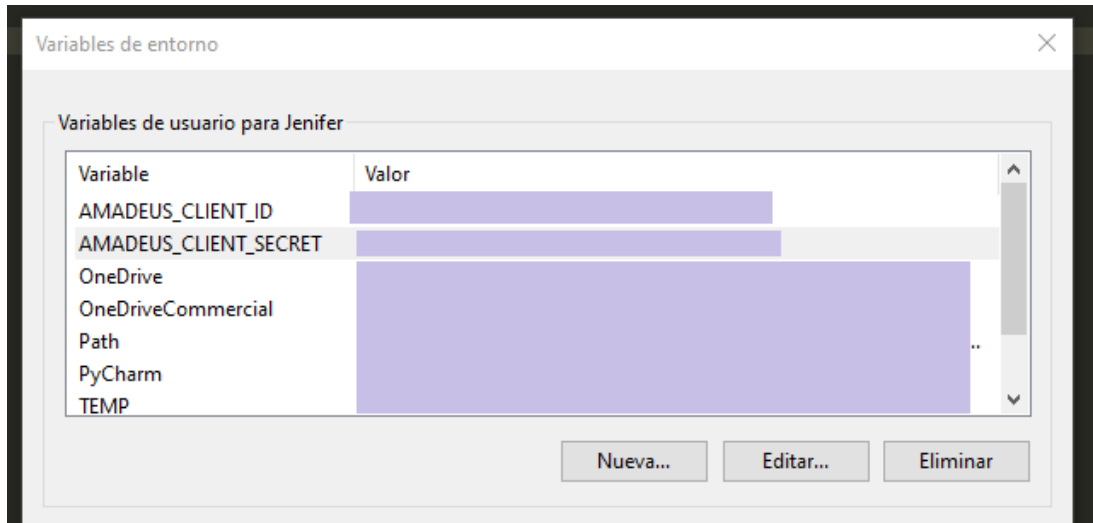 Variables de entorno
Variables de usuario para Jenifer
Variable Valor
AMADEUS_CLIENT_ID
AMADEUS_CLIENT_SECRET
OneDrive
OneDriveCommercial
Path ..
PyCharm
TEMP
Nueva... Editar... Eliminar